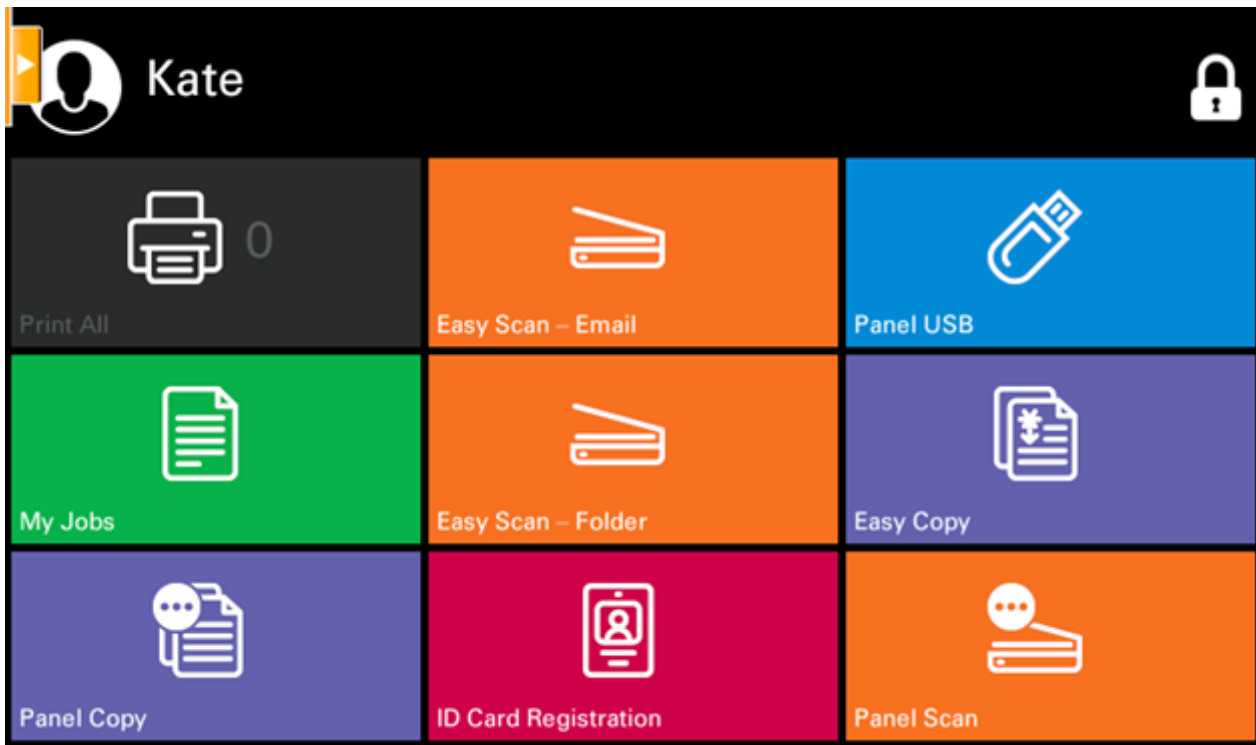 Kate
0
Print All
Easy Scan – Email
Panel USB
My Jobs
Easy Scan – Folder
Easy Copy
Panel Copy
ID Card Registration
Panel Scan